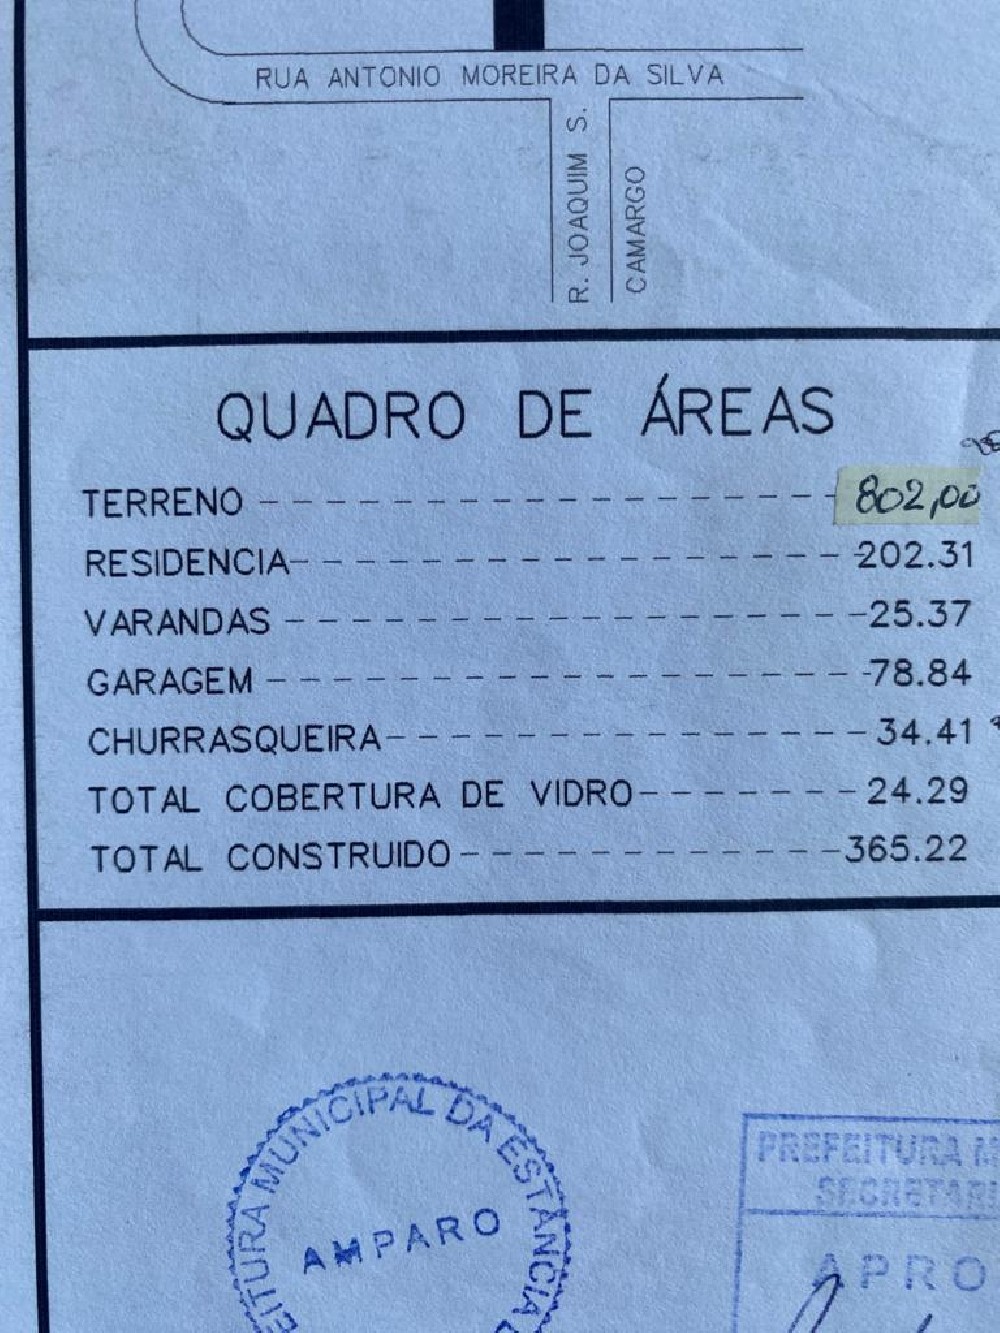 RUA ANTONIO MOREIRA DA SILVA
R. JOAQUIM S.
CAMARGO
QUADRO DE ÁREAS
TERRENO 802,00
RESIDENCIA 202.31
VARANDAS 25.37
GARAGEM 78.84
CHURRASQUEIRA 34.41
TOTAL COBERTURA DE VIDRO 24.29
TOTAL CONSTRUIDO 365.22
EITURA MUNICIPAL DA ESTÂNCIA
AMPARO
PREFEITURA M
SECRETARI
APRO